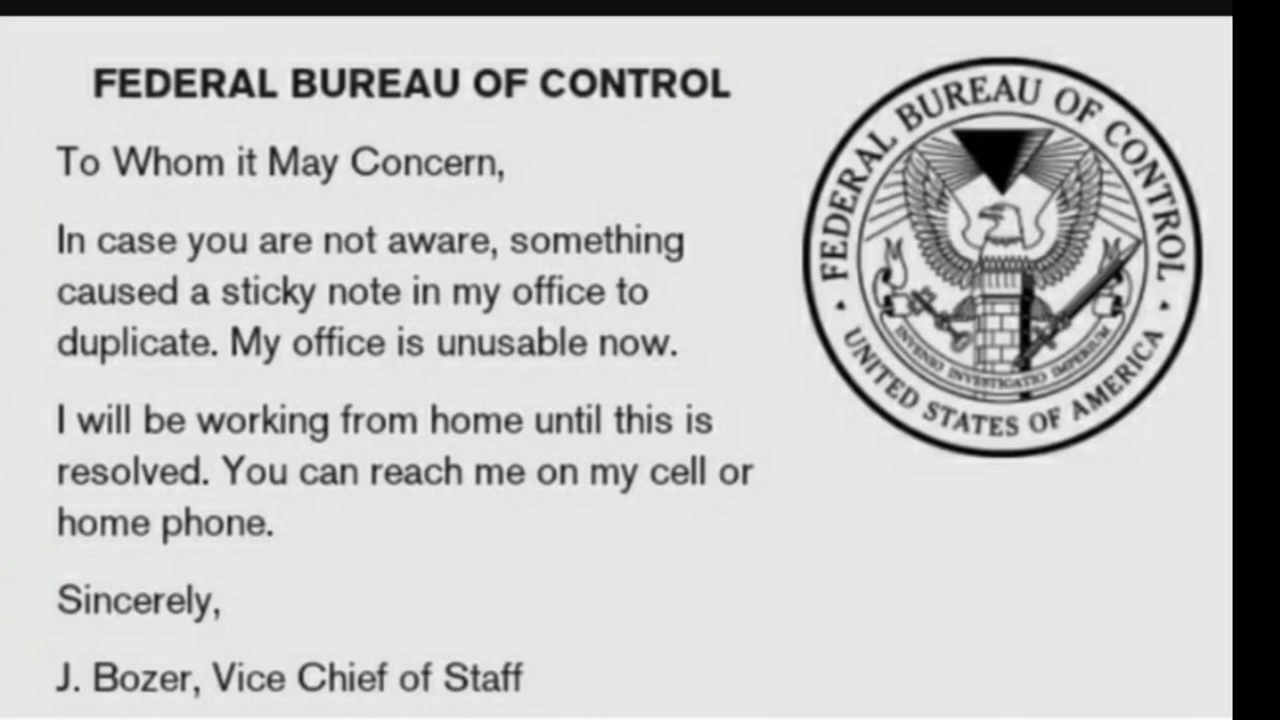 FEDERAL BUREAU OF CONTROL
To Whom it May Concern,
In case you are not aware, something
caused a sticky note in my office to
duplicate. My office is unusable now.
I will be working from home until this is
resolved. You can reach me on my cell or
home phone.
Sincerely,
J. Bozer, Vice Chief of Staff
FEDERAL BUREAU OF CONTROL
INVENIO INVESTIGATIO IMPERIUM
UNITED STATES OF AMERICA